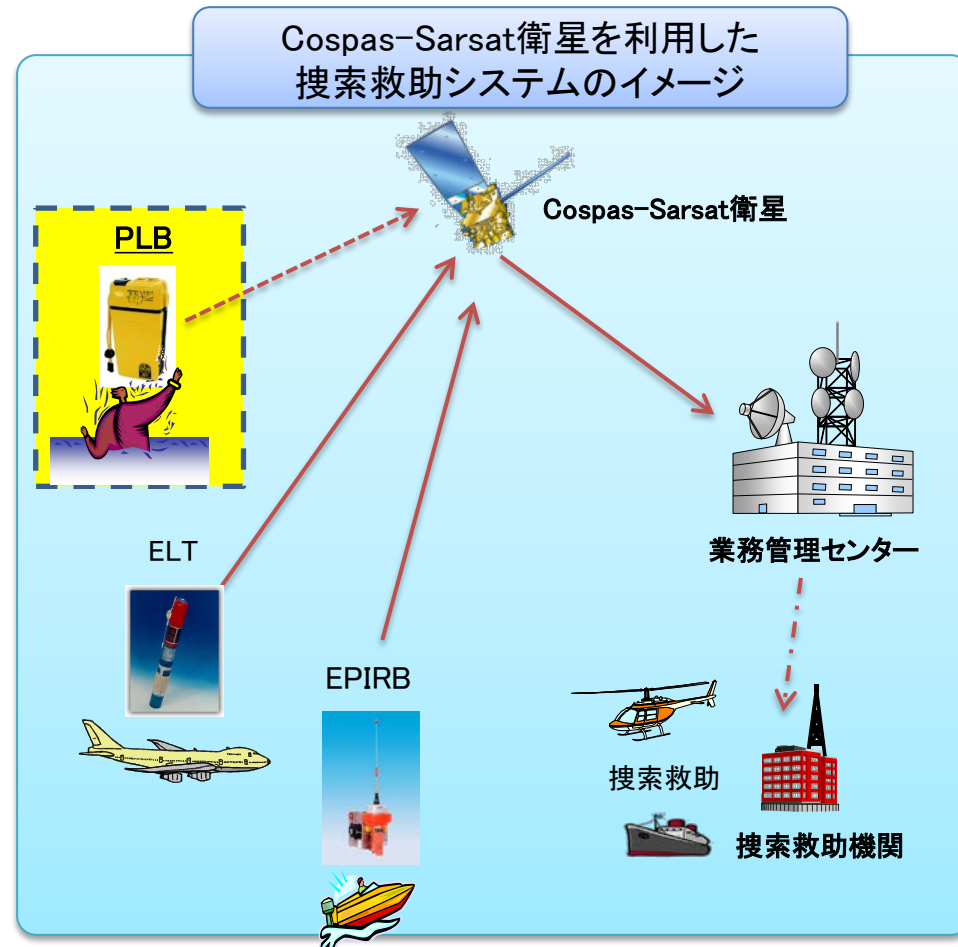 Cospas-Sarsat衛星を利用した
捜索救助システムのイメージ
Cospas-Sarsat衛星
PLB
業務管理センター
ELT
EPIRB
捜索救助
捜索救助機関